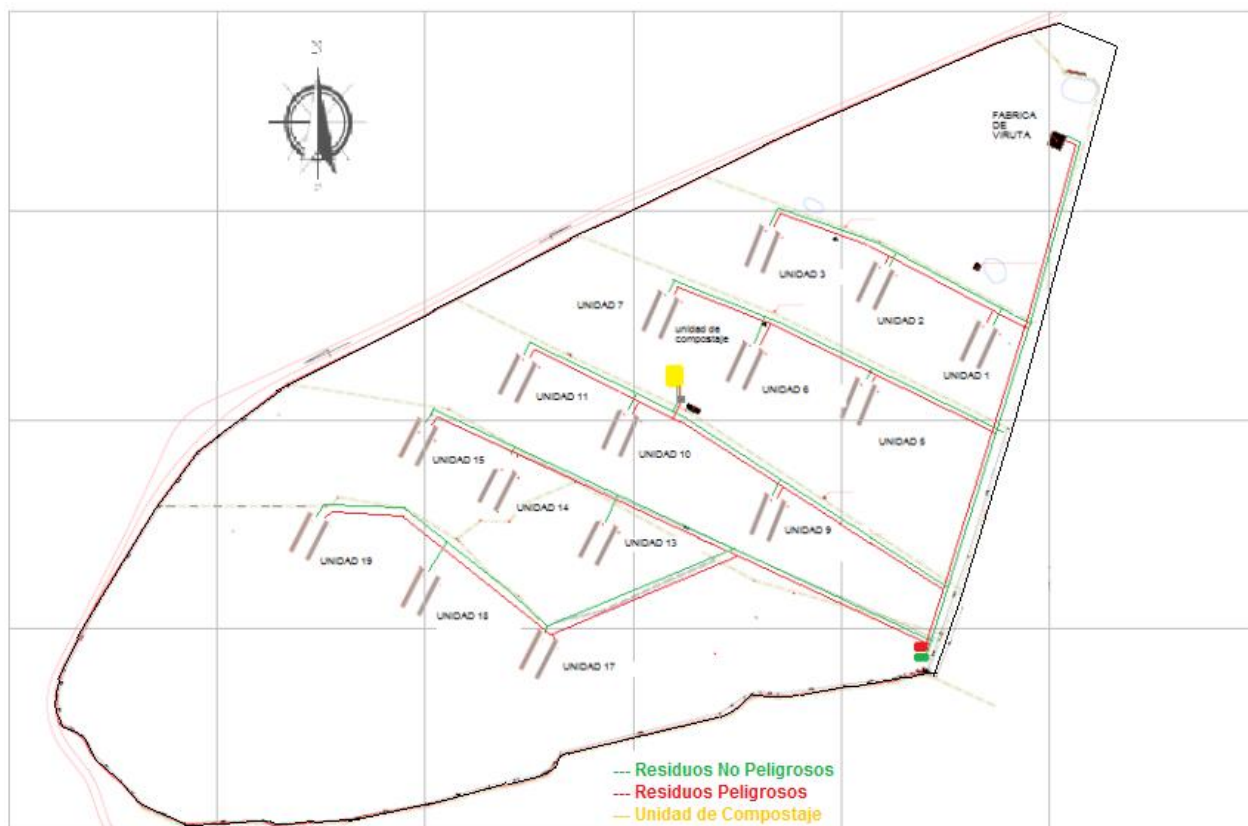 N
FABRICA
DE
VIRUTA
UNIDAD 3
UNIDAD 7
UNIDAD 2
unidad de
compostaje
UNIDAD 1
UNIDAD 6
UNIDAD 11
UNIDAD 5
UNIDAD 10
UNIDAD 15
UNIDAD 14
UNIDAD 9
UNIDAD 13
UNIDAD 19
UNIDAD 18
UNIDAD 17
--- Residuos No Peligrosos
--- Residuos Peligrosos
--- Unidad de Compostaje